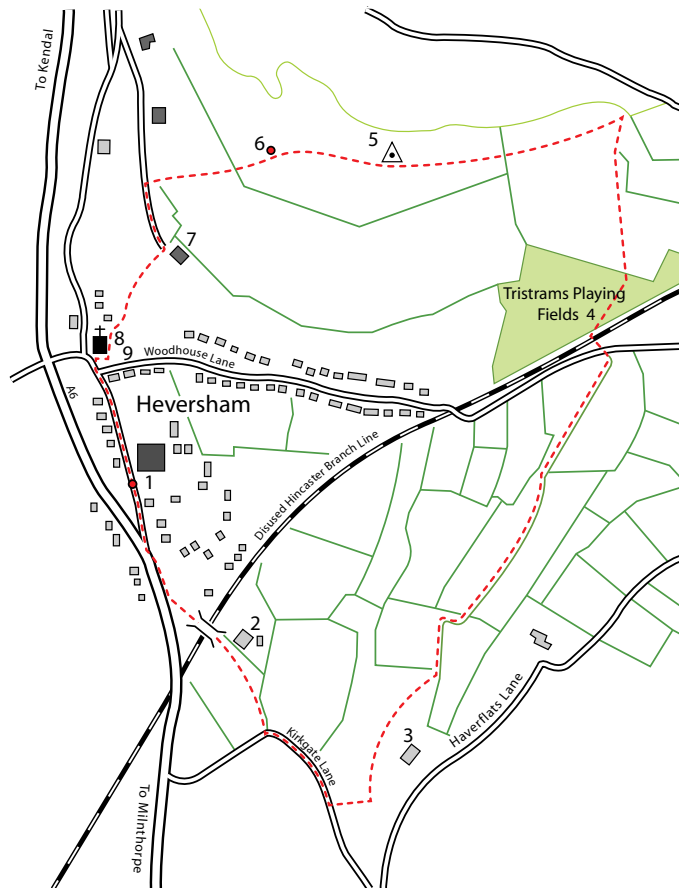 To Kendal
6
5
7
Tristrams Playing
Fields 4
8
9
Woodhouse Lane
A6
Heversham
Disused Hincaster Branch Line
1
2
3
Haverflats Lane
Kirkgate Lane
To Milnthorpe